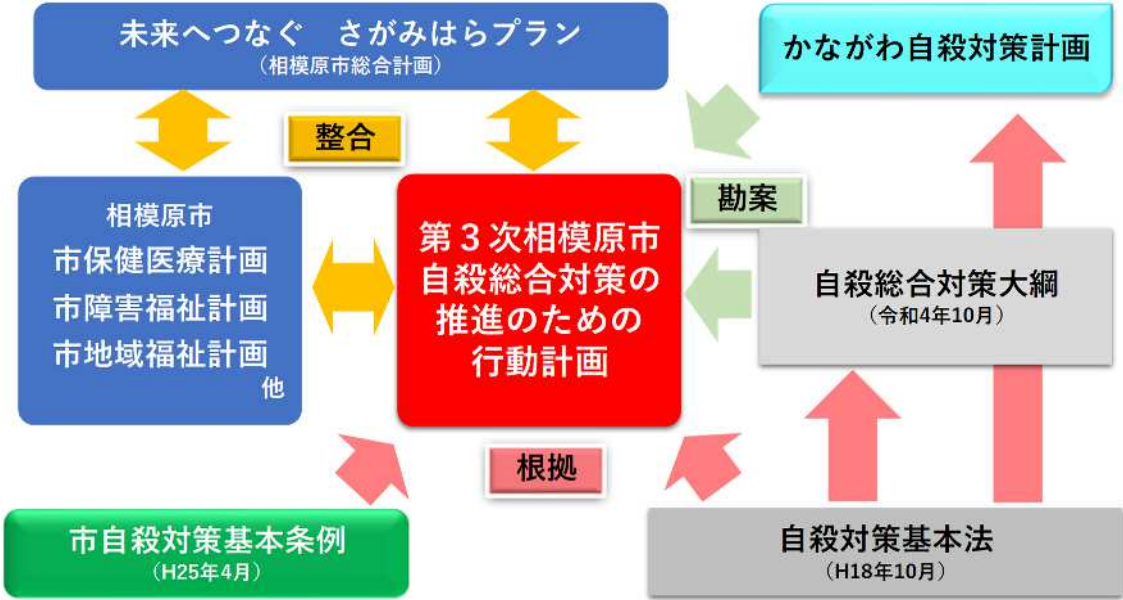 未来へつなぐ　さがみはらプラン
（相模原市総合計画）
かながわ自殺対策計画
整合
勘案
相模原市
市保健医療計画
市障害福祉計画
市地域福祉計画
他
第３次相模原市
自殺総合対策の
推進のための
行動計画
自殺総合対策大綱
（令和4年10月）
根拠
市自殺対策基本条例
（H25年4月）
自殺対策基本法
（H18年10月）